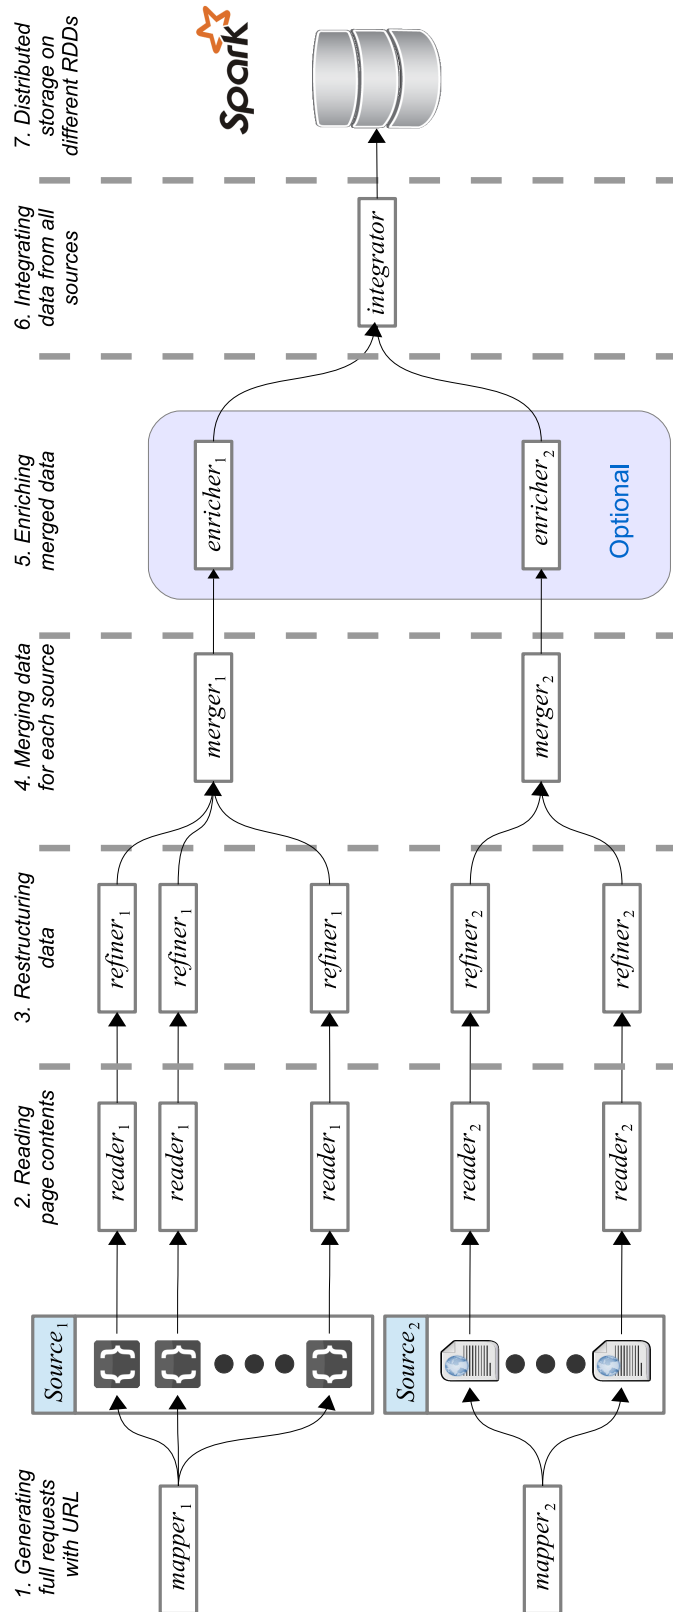 1. Generating
full requests
with URL
2. Reading
page contents
3. Restructuring
data
4. Merging data
for each source
5. Enriching
merged data
6. Integrating
data from all
sources
7. Distributed
storage on
different RDDs
Source1
{}
{}
{}
mapper1
reader1
reader1
reader1
refiner1
refiner1
refiner1
merger1
enricher1
Source2
mapper2
reader2
reader2
refiner2
refiner2
merger2
enricher2
Optional
integrator
Spark